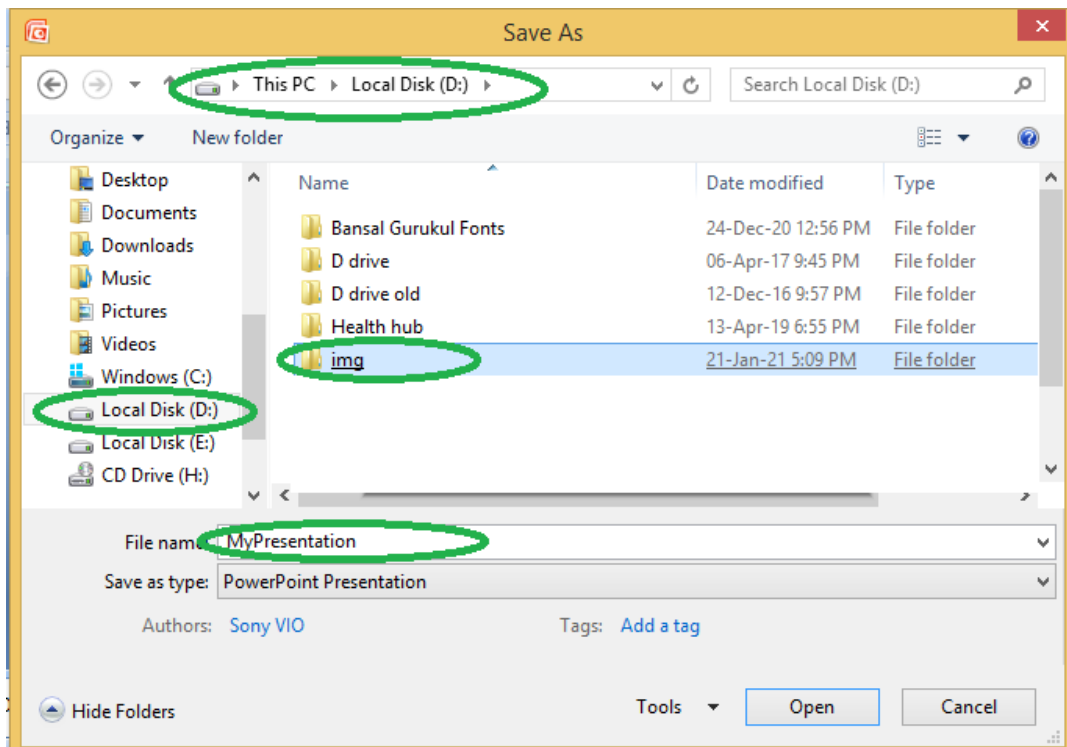 Save As
This PC Local Disk (D:)
Search Local Disk (D:)
Organize New folder
Name Date modified Type
Desktop
Documents
Downloads
Music
Pictures
Videos
Windows (C:)
Local Disk (D:)
Local Disk (E:)
CD Drive (H:)
Bansal Gurukul Fonts 24-Dec-20 12:56 PM File folder
D drive 06-Apr-17 9:45 PM File folder
D drive old 12-Dec-16 9:57 PM File folder
Health hub 13-Apr-19 6:55 PM File folder
img 21-Jan-21 5:09 PM File folder
File name: MyPresentation
Save as type: PowerPoint Presentation
Authors: Sony VIO Tags: Add a tag
Hide Folders Tools Open Cancel